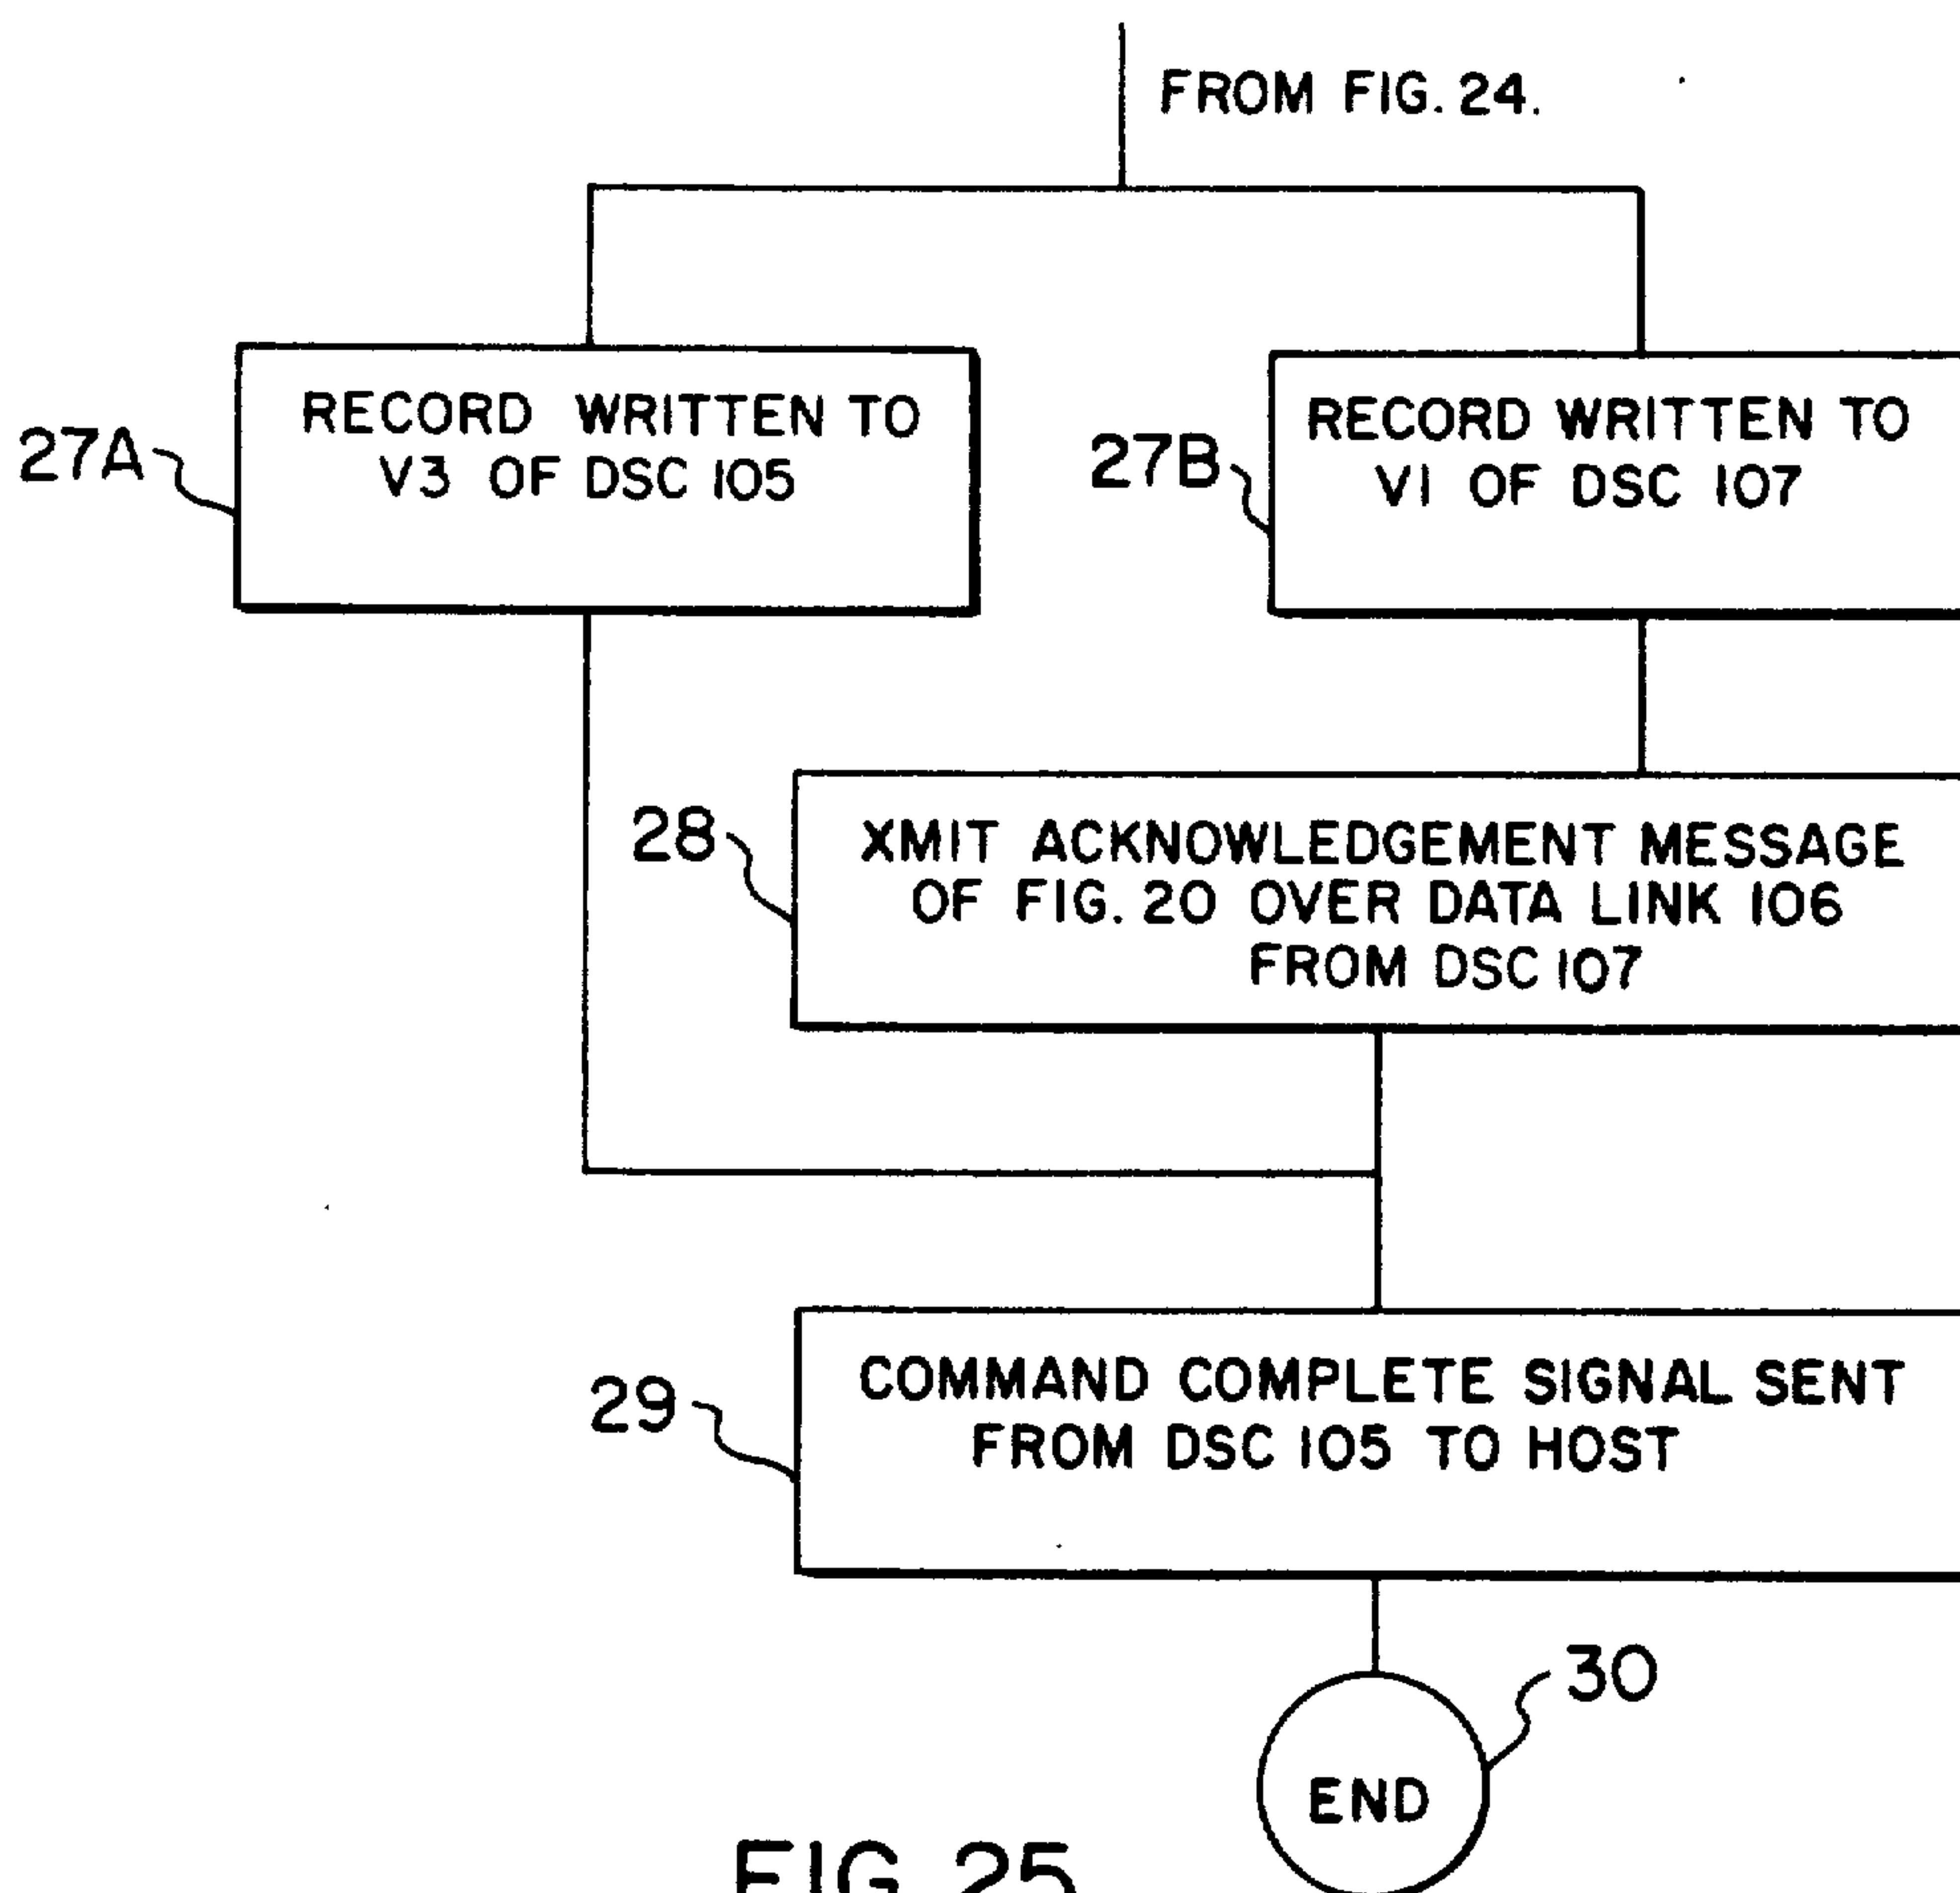 FROM FIG. 24.
RECORD WRITTEN TO
V3 OF DSC 105
27A
RECORD WRITTEN TO
V1 OF DSC 107
27B
XMIT ACKNOWLEDGEMENT MESSAGE
OF FIG. 20 OVER DATA LINK 106
FROM DSC 107
28
COMMAND COMPLETE SIGNAL SENT
FROM DSC 105 TO HOST
29
30
END
FIG. 25